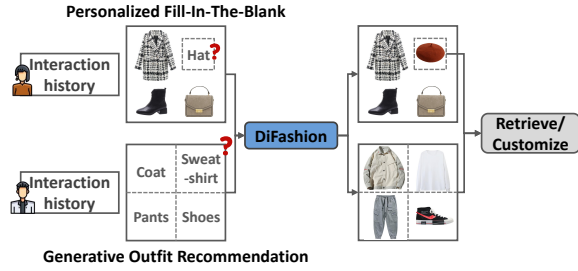 Personalized Fill-In-The-Blank
Interaction
history
Hat?
DiFashion
Retrieve/
Customize
Interaction
history
Coat
Sweat
-shirt
?
Pants
Shoes
Generative Outfit Recommendation